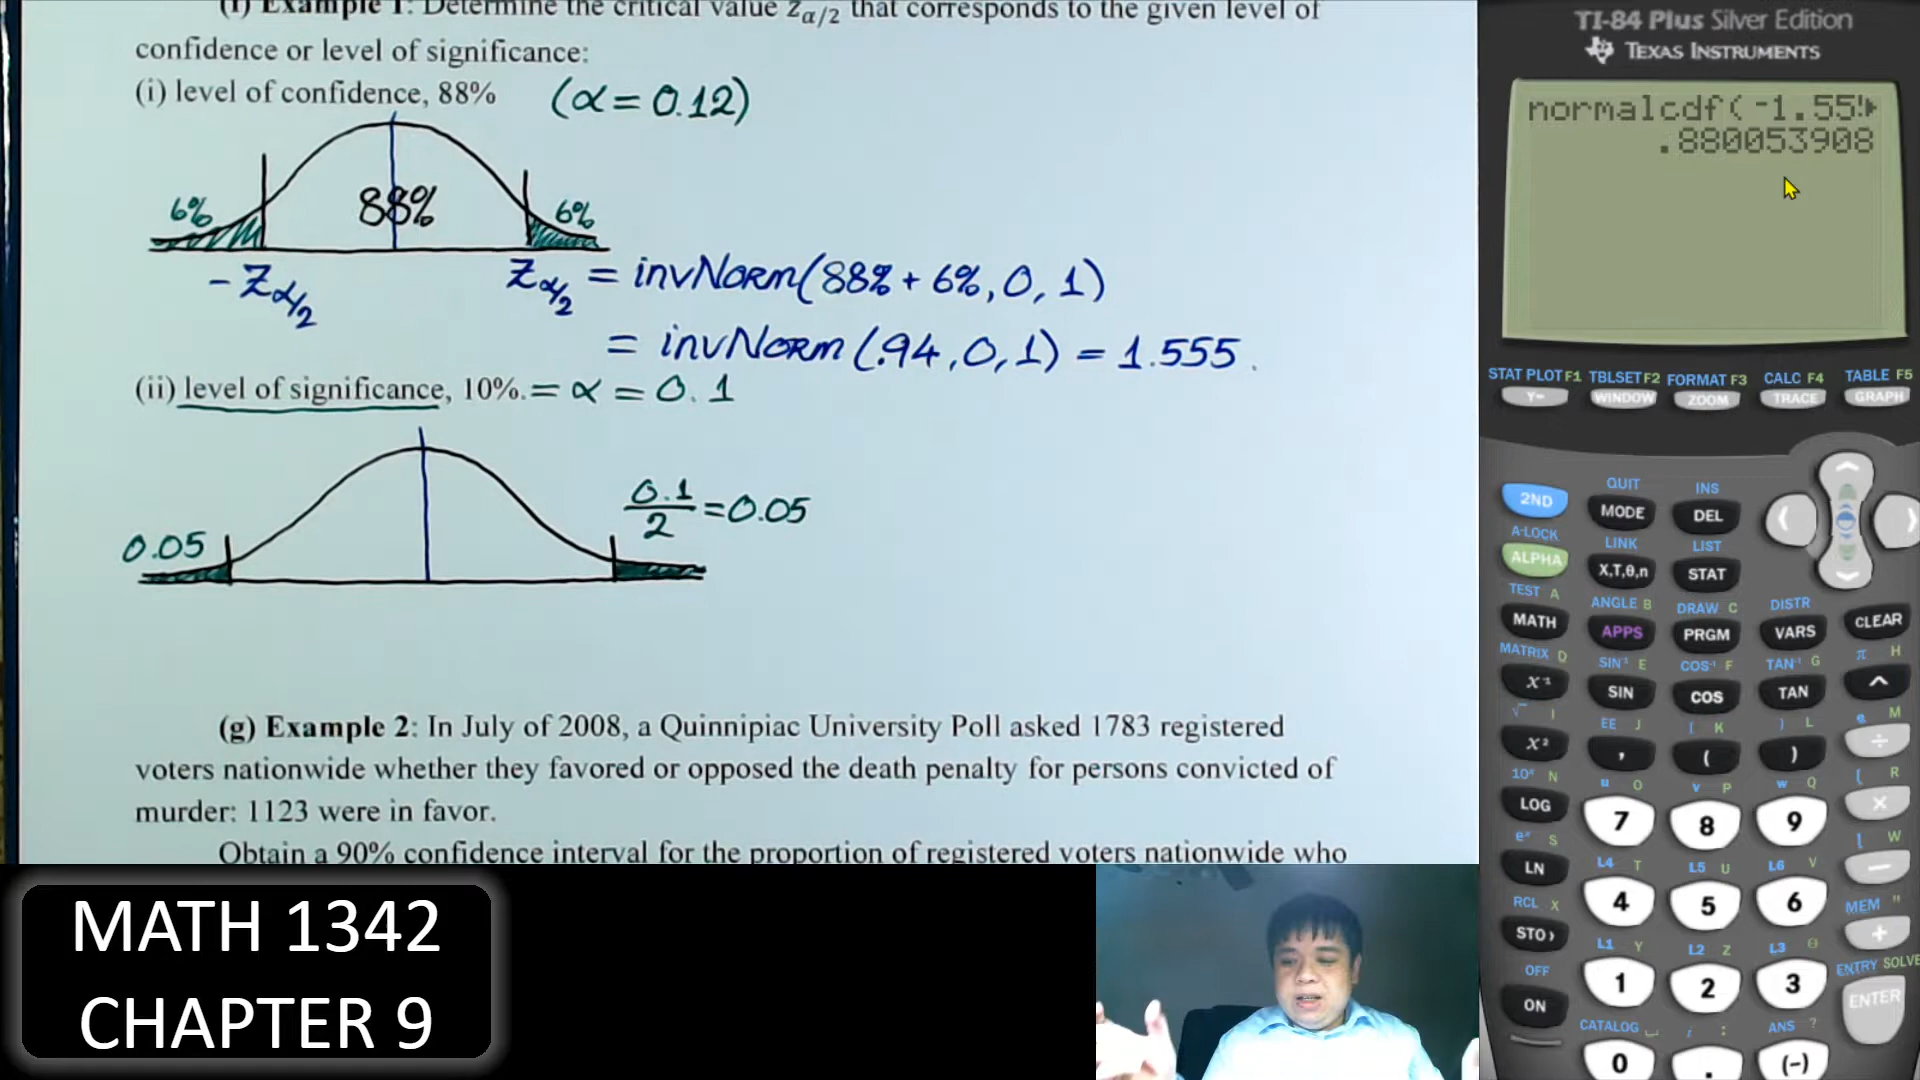 (f) Example 1: Determine the critical value z_{α/2} that corresponds to the given level of
confidence or level of significance:
(i) level of confidence, 88% (α = 0.12)
6% 88% 6%
-Z_{α/2} Z_{α/2} = invNorm(88% + 6%, 0, 1)
= invNorm (.94, 0, 1) = 1.555.
(ii) level of significance, 10%. = α = 0.1
0.05 0.1/2 = 0.05
(g) Example 2: In July of 2008, a Quinnipiac University Poll asked 1783 registered
voters nationwide whether they favored or opposed the death penalty for persons convicted of
murder: 1123 were in favor.
Obtain a 90% confidence interval for the proportion of registered voters nationwide who
MATH 1342
CHAPTER 9
TI-84 Plus Silver Edition
TEXAS INSTRUMENTS
normalcdf(-1.55
.880053908
STAT PLOT F1 TBLSET F2 FORMAT F3 CALC F4 TABLE F5
Y= WINDOW ZOOM TRACE GRAPH
QUIT INS
2ND MODE DEL
A-LOCK LINK LIST
ALPHA X,T,θ,n STAT
TEST A ANGLE B DRAW C DISTR
MATH APPS PRGM VARS CLEAR
MATRIX D SIN⁻¹ E COS⁻¹ F TAN⁻¹ G π H
x⁻¹ SIN COS TAN ^
√ I EE J { K } L e M
x² , ( ) ÷
10ˣ N u O v P w Q [ R
LOG 7 8 9 ×
eˣ S L4 T L5 U L6 V ] W
LN 4 5 6 −
RCL X L1 Y L2 Z L3 θ MEM "
STO› 1 2 3 +
OFF CATALOG ⎵ i : ANS ? ENTRY SOLVE
ON 0 . (-) ENTER